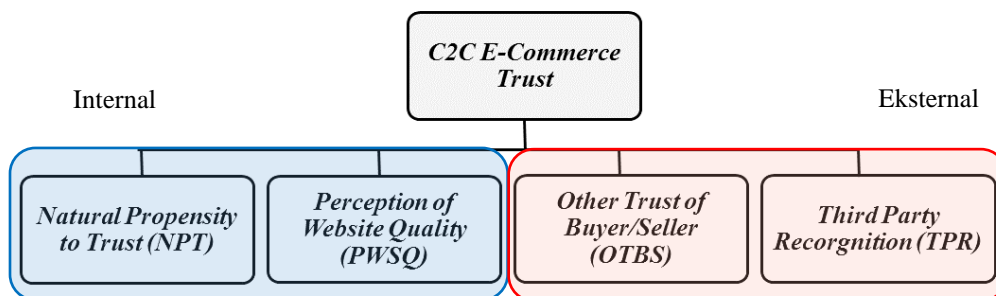 C2C E-Commerce
Trust
Internal
Eksternal
Natural Propensity
to Trust (NPT)
Perception of
Website Quality
(PWSQ)
Other Trust of
Buyer/Seller
(OTBS)
Third Party
Recorgnition (TPR)